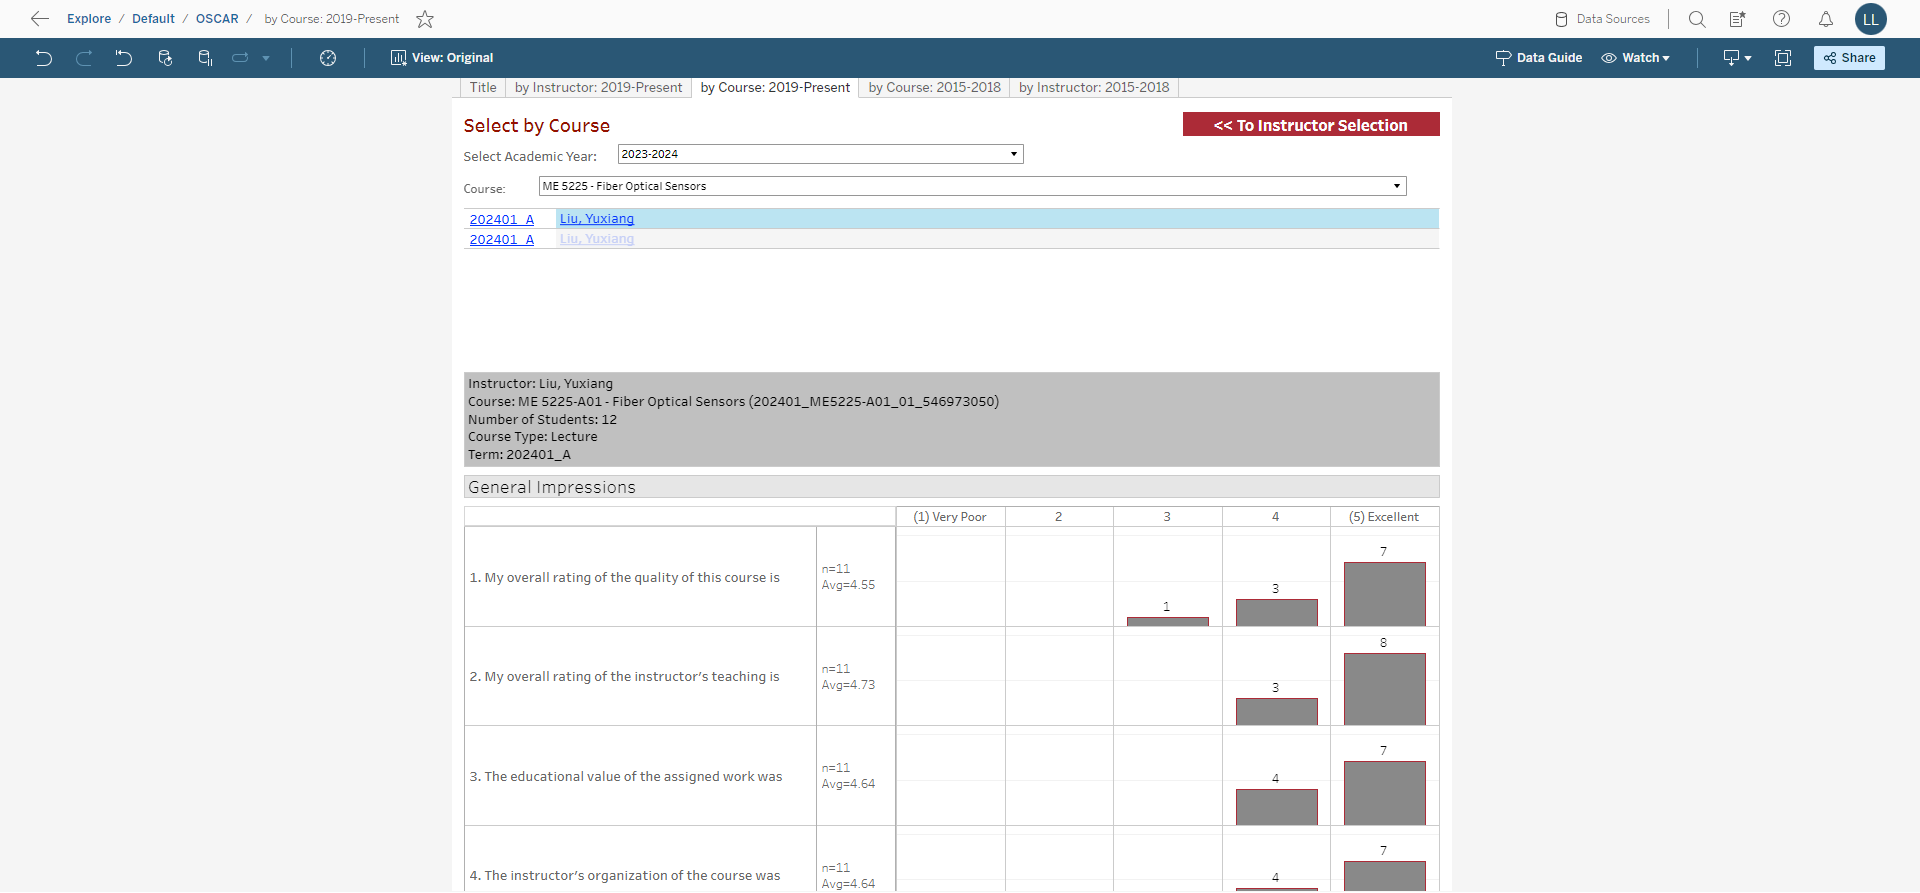 Explore / Default / OSCAR / by Course: 2019-Present
Data Sources
LL
View: Original
Data Guide
Watch
Share
Title
by Instructor: 2019-Present
by Course: 2019-Present
by Course: 2015-2018
by Instructor: 2015-2018
Select by Course
<< To Instructor Selection
Select Academic Year:
2023-2024
Course:
ME 5225 - Fiber Optical Sensors
202401_A Liu, Yuxiang
202401_A Liu, Yuxiang
Instructor: Liu, Yuxiang
Course: ME 5225-A01 - Fiber Optical Sensors (202401_ME5225-A01_01_546973050)
Number of Students: 12
Course Type: Lecture
Term: 202401_A
General Impressions
(1) Very Poor 2 3 4 (5) Excellent
1. My overall rating of the quality of this course is
n=11
Avg=4.55
1 3 7
2. My overall rating of the instructor's teaching is
n=11
Avg=4.73
3 8
3. The educational value of the assigned work was
n=11
Avg=4.64
4 7
4. The instructor's organization of the course was
n=11
Avg=4.64
4 7